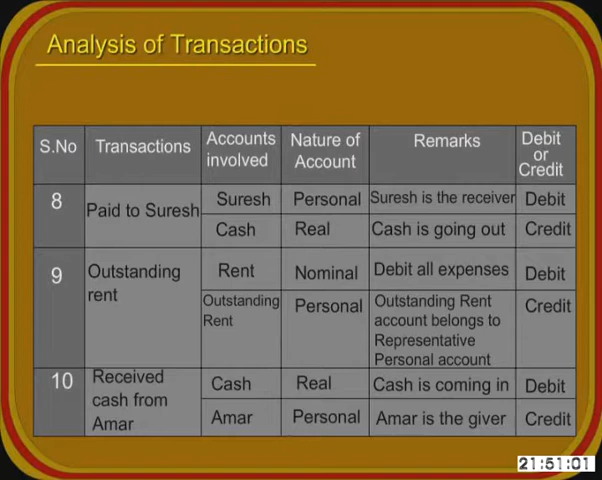 Analysis of Transactions
S.No Transactions Accounts involved Nature of Account Remarks Debit or Credit
8 Paid to Suresh Suresh Personal Suresh is the receiver Debit
Cash Real Cash is going out Credit
9 Outstanding rent Rent Nominal Debit all expenses Debit
Outstanding Rent Personal Outstanding Rent account belongs to Representative Personal account Credit
10 Received cash from Amar Cash Real Cash is coming in Debit
Amar Personal Amar is the giver Credit
21:51:01